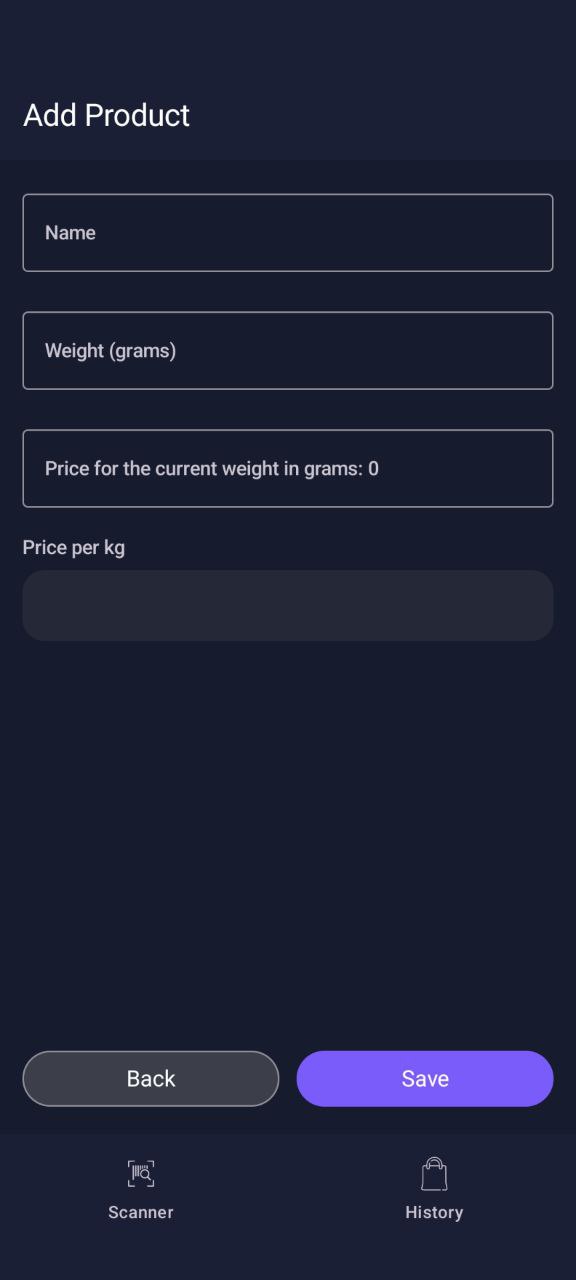 Add Product
Name
Weight (grams)
Price for the current weight in grams: 0
Price per kg
Back
Save
Scanner
History